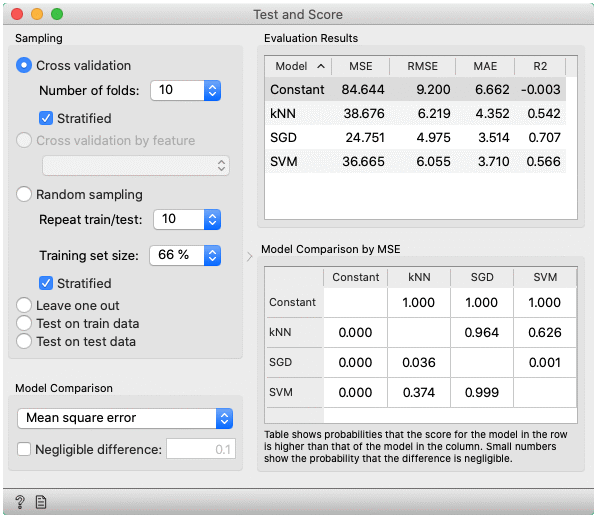 Test and Score
Sampling
Cross validation
Number of folds: 10
Stratified
Cross validation by feature
Random sampling
Repeat train/test: 10
Training set size: 66 %
Stratified
Leave one out
Test on train data
Test on test data
Model Comparison
Mean square error
Negligible difference: 0.1
Evaluation Results
Model MSE RMSE MAE R2
Constant 84.644 9.200 6.662 -0.003
kNN 38.676 6.219 4.352 0.542
SGD 24.751 4.975 3.514 0.707
SVM 36.665 6.055 3.710 0.566
Model Comparison by MSE
Constant kNN SGD SVM
Constant 1.000 1.000 1.000
kNN 0.000 0.964 0.626
SGD 0.000 0.036 0.001
SVM 0.000 0.374 0.999
Table shows probabilities that the score for the model in the row
is higher than that of the model in the column. Small numbers
show the probability that the difference is negligible.
?